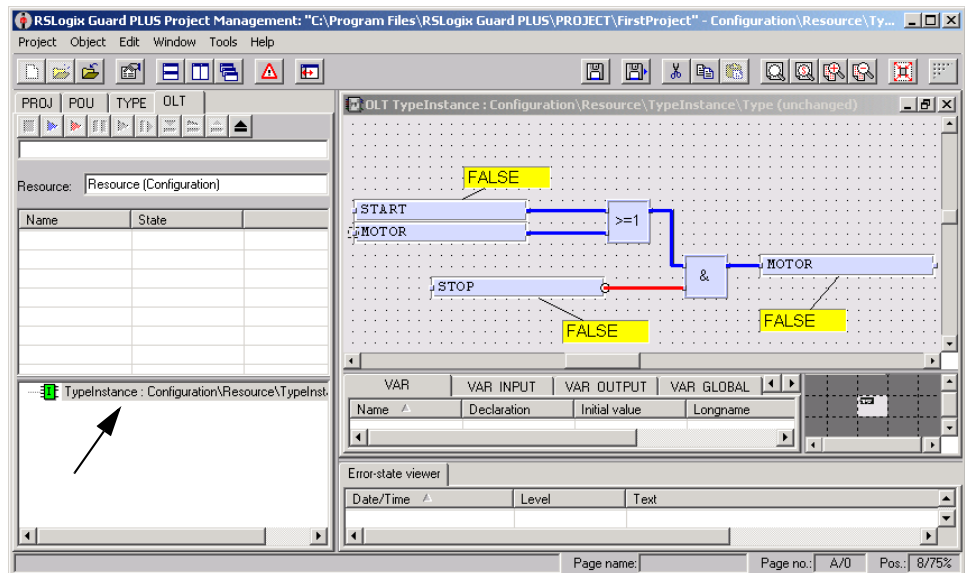 RSLogix Guard PLUS Project Management: "C:\Program Files\RSLogix Guard PLUS\PROJECT\FirstProject" - Configuration\Resource\Ty...
Project Object Edit Window Tools Help
PROJ POU TYPE OLT
Resource: Resource (Configuration)
Name State
TypeInstance : Configuration\Resource\TypeInst
OLT TypeInstance : Configuration\Resource\TypeInstance\Type (unchanged)
FALSE
START
MOTOR
>=1
STOP
&
MOTOR
FALSE
FALSE
VAR VAR INPUT VAR OUTPUT VAR GLOBAL
Name Declaration Initial value Longname
Error-state viewer
Date/Time Level Text
Page name: Page no.: A/0 Pos.: 8/75%